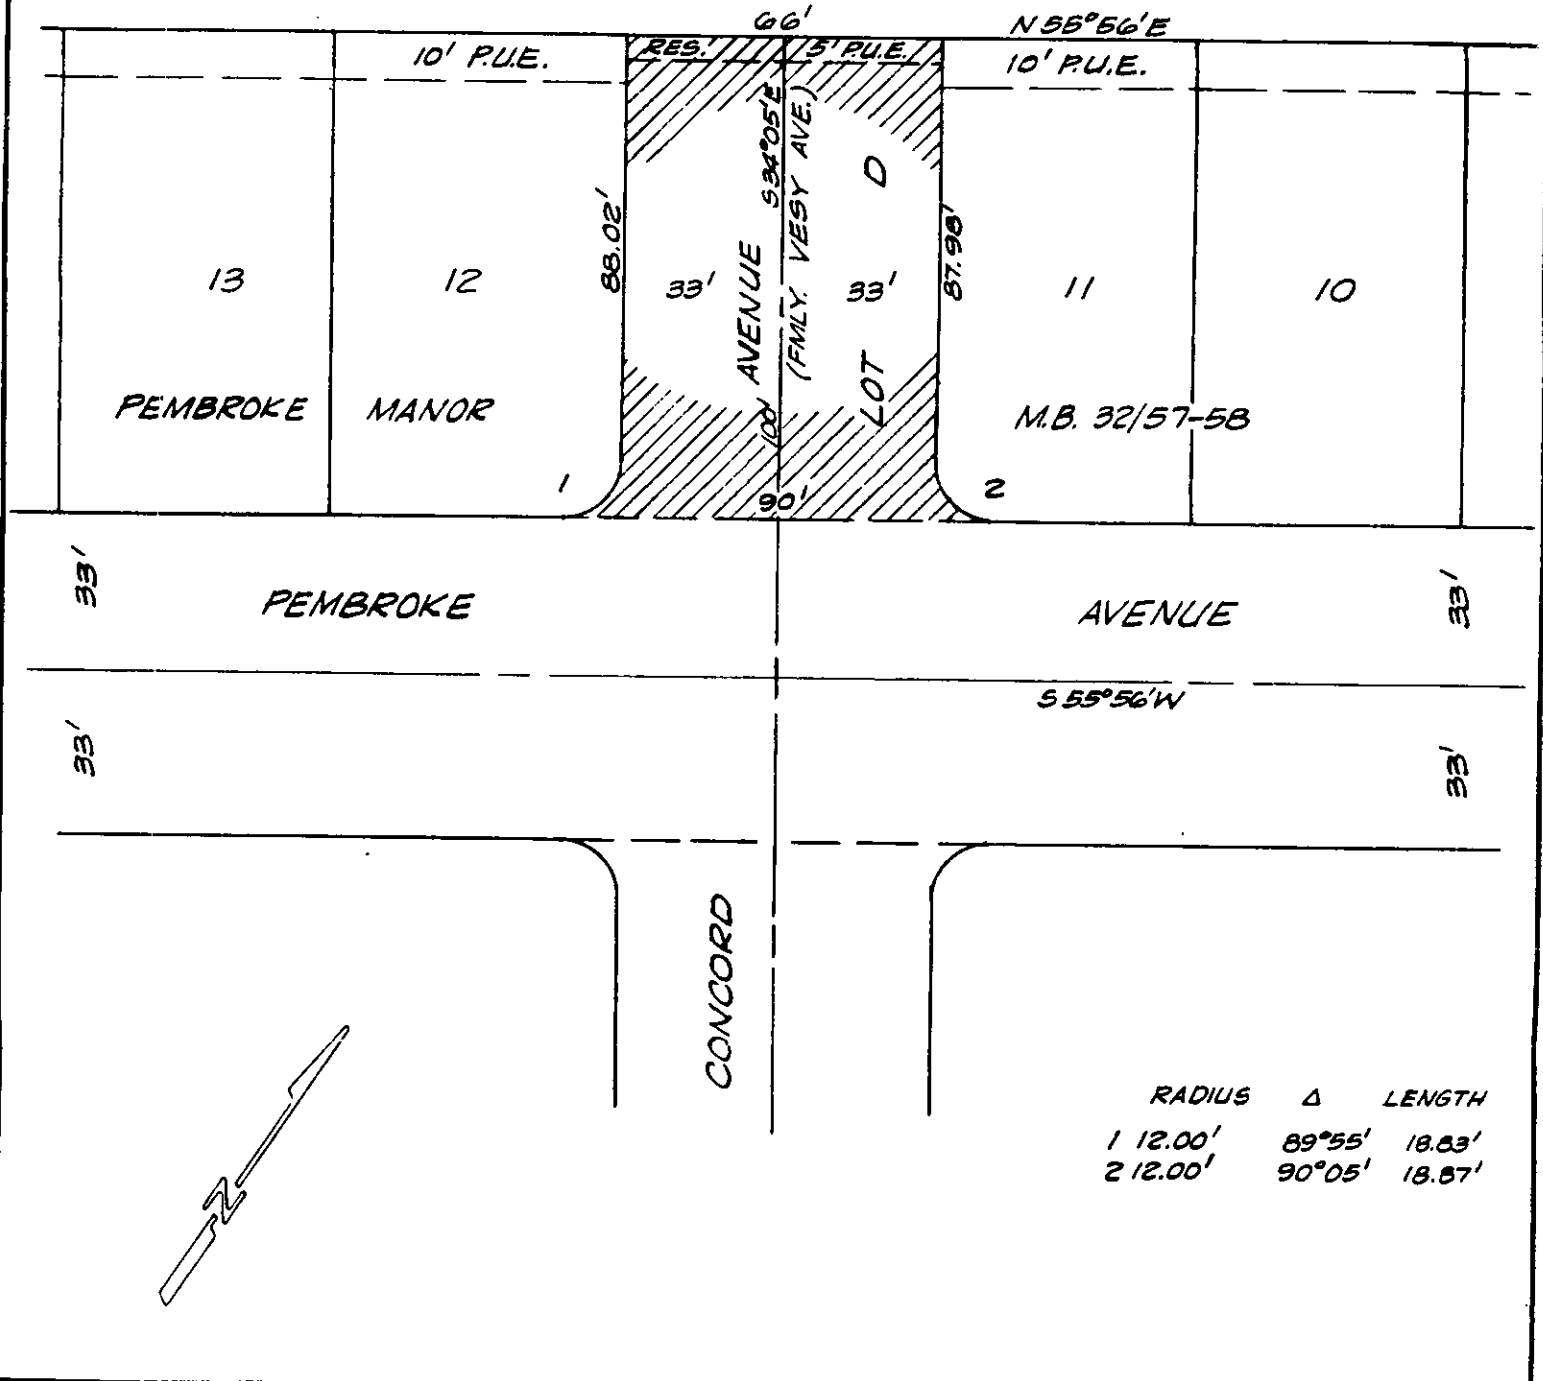 66'
N 55°56' E
10' P.U.E.
RES. 5' P.U.E.
10' P.U.E.
S 34°05' E
(FMLY. VESY AVE.)
88.02'
87.98'
13
12
33'
33'
11
10
AVENUE
LOT D
100'
PEMBROKE MANOR
M.B. 32/57-58
1
90'
2
33'
33'
PEMBROKE AVENUE
S 55°56' W
33'
33'
CONCORD
N
RADIUS Δ LENGTH
1 12.00' 89°55' 18.83'
2 12.00' 90°05' 18.87'